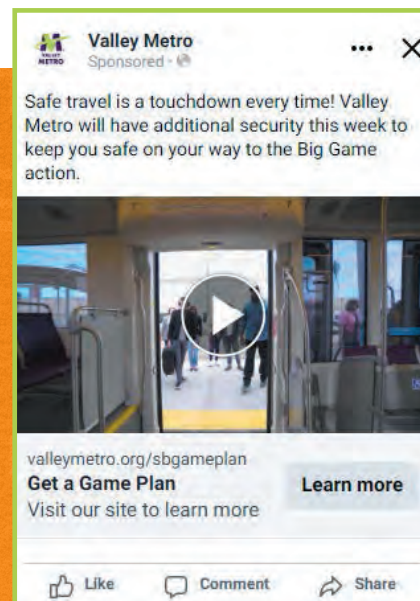 VALLEY
METRO
Valley Metro
Sponsored ·
Safe travel is a touchdown every time! Valley
Metro will have additional security this week to
keep you safe on your way to the Big Game
action.
valleymetro.org/sbgameplan
Get a Game Plan
Visit our site to learn more
Learn more
Like
Comment
Share